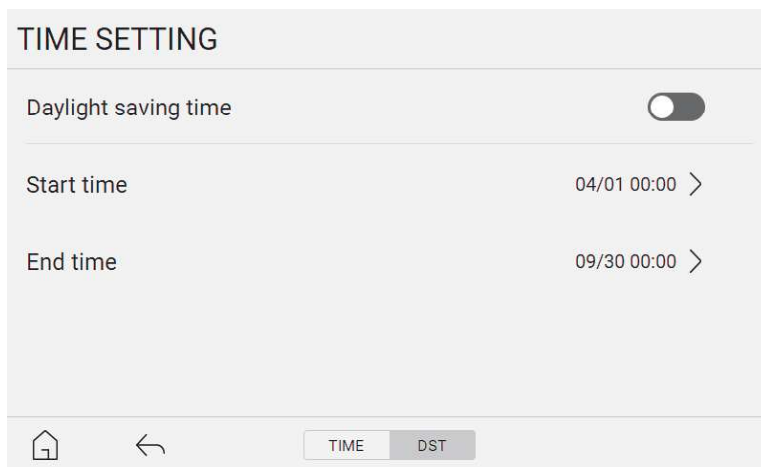 TIME SETTING
Daylight saving time
Start time 04/01 00:00
End time 09/30 00:00
TIME DST